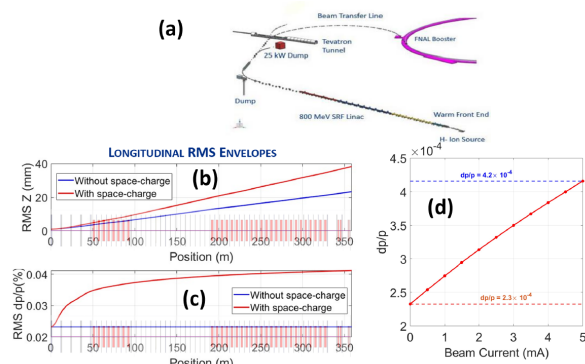 (a)
Beam Transfer Line
FNAL Booster
Tevatron
Tunnel
25 kW Dump
Dump
800 MeV SRF Linac
Warm Front End
H- Ion Source
LONGITUDINAL RMS ENVELOPES
(b)
Without space-charge
With space-charge
RMS Z (mm)
40
20
0
0 50 100 150 200 250 300 350
Position (m)
(c)
Without space-charge
With space-charge
RMS dp/p(%)
0.04
0.03
0.02
0 50 100 150 200 250 300 350
Position (m)
(d)
×10⁻⁴
dp/p = 4.2× 10⁻⁴
dp/p = 2.3× 10⁻⁴
dp/p
4.5
4
3.5
3
2.5
2
0 1 2 3 4 5
Beam Current (mA)